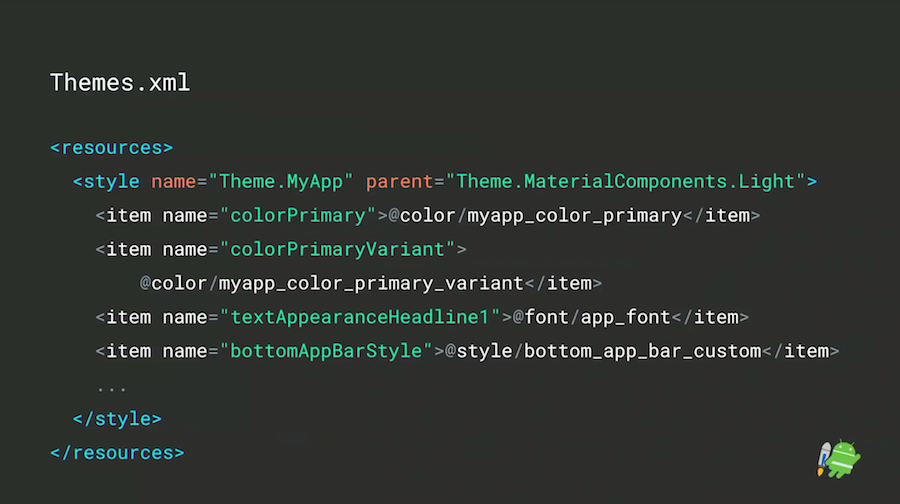 Themes.xml
<resources>
<style name="Theme.MyApp" parent="Theme.MaterialComponents.Light">
<item name="colorPrimary">@color/myapp_color_primary</item>
<item name="colorPrimaryVariant">
@color/myapp_color_primary_variant</item>
<item name="textAppearanceHeadline1">@font/app_font</item>
<item name="bottomAppBarStyle">@style/bottom_app_bar_custom</item>
...
</style>
</resources>